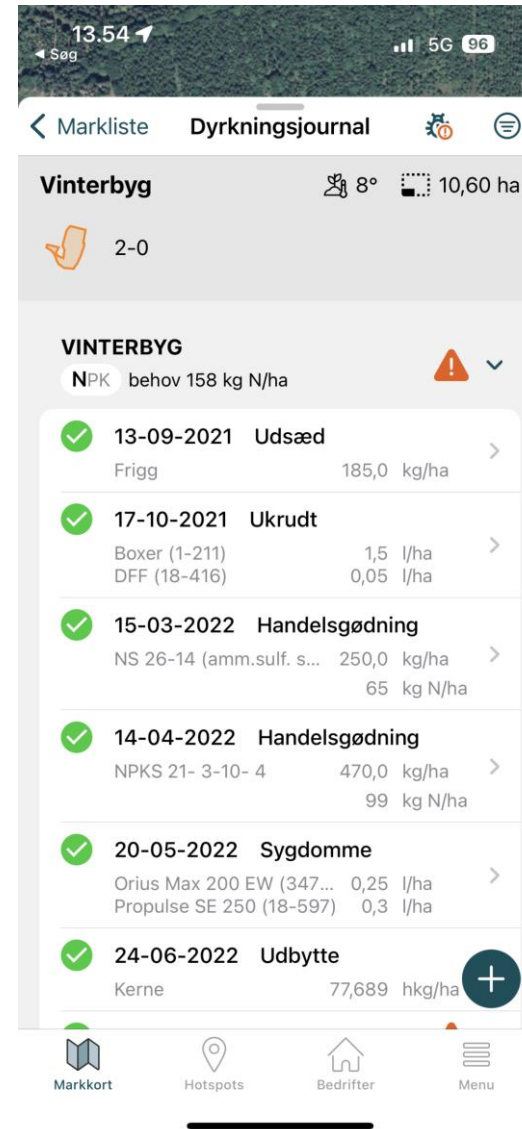 13.54
Søg
5G 96
Markliste Dyrkningsjournal
Vinterbyg 8° 10,60 ha
2-0
VINTERBYG
NPK behov 158 kg N/ha
13-09-2021 Udsæd
Frigg 185,0 kg/ha
17-10-2021 Ukrudt
Boxer (1-211) 1,5 l/ha
DFF (18-416) 0,05 l/ha
15-03-2022 Handelsgødning
NS 26-14 (amm.sulf. s... 250,0 kg/ha
65 kg N/ha
14-04-2022 Handelsgødning
NPKS 21- 3-10- 4 470,0 kg/ha
99 kg N/ha
20-05-2022 Sygdomme
Orius Max 200 EW (347... 0,25 l/ha
Propulse SE 250 (18-597) 0,3 l/ha
24-06-2022 Udbytte
Kerne 77,689 hkg/ha
Markkort Hotspots Bedrifter Menu